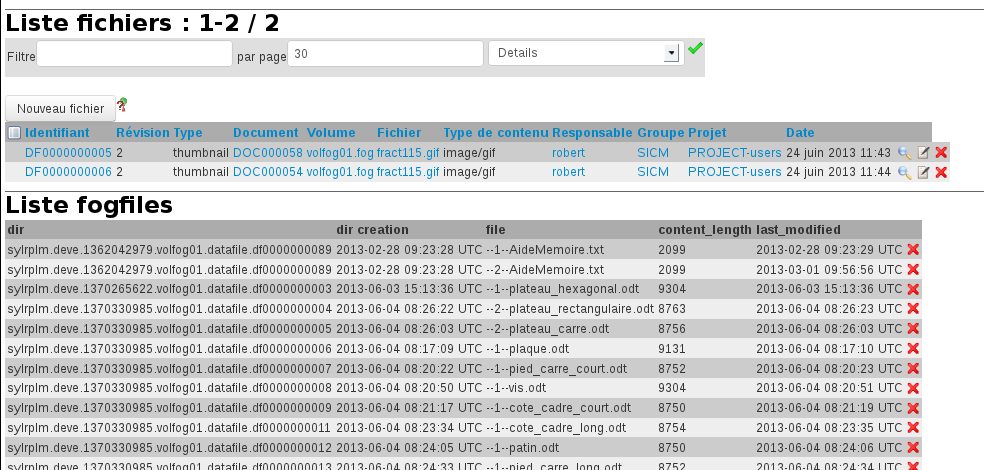 Liste fichiers : 1-2 / 2
Filtre par page 30 Details
Nouveau fichier
Identifiant Révision Type Document Volume Fichier Type de contenu Responsable Groupe Projet Date
DF0000000005 2 thumbnail DOC000058 volfog01.fog fract115.gif image/gif robert SICM PROJECT-users 24 juin 2013 11:43
DF0000000006 2 thumbnail DOC000054 volfog01.fog fract115.gif image/gif robert SICM PROJECT-users 24 juin 2013 11:44
Liste fogfiles
dir dir creation file content_length last_modified
sylrplm.deve.1362042979.volfog01.datafile.df0000000089 2013-02-28 09:23:28 UTC --1--AideMemoire.txt 2099 2013-02-28 09:23:29 UTC
sylrplm.deve.1362042979.volfog01.datafile.df0000000089 2013-02-28 09:23:28 UTC --2--AideMemoire.txt 2099 2013-03-01 09:56:56 UTC
sylrplm.deve.1370265622.volfog01.datafile.df0000000003 2013-06-03 15:13:36 UTC --1--plateau_hexagonal.odt 9304 2013-06-03 15:13:36 UTC
sylrplm.deve.1370330985.volfog01.datafile.df0000000004 2013-06-04 08:26:22 UTC --2--plateau_rectangulaire.odt 8763 2013-06-04 08:26:23 UTC
sylrplm.deve.1370330985.volfog01.datafile.df0000000005 2013-06-04 08:26:03 UTC --2--plateau_carre.odt 8756 2013-06-04 08:26:03 UTC
sylrplm.deve.1370330985.volfog01.datafile.df0000000006 2013-06-04 08:17:09 UTC --1--plaque.odt 9131 2013-06-04 08:17:10 UTC
sylrplm.deve.1370330985.volfog01.datafile.df0000000007 2013-06-04 08:20:22 UTC --1--pied_carre_court.odt 8752 2013-06-04 08:20:23 UTC
sylrplm.deve.1370330985.volfog01.datafile.df0000000008 2013-06-04 08:20:50 UTC --1--vis.odt 9304 2013-06-04 08:20:51 UTC
sylrplm.deve.1370330985.volfog01.datafile.df0000000009 2013-06-04 08:21:17 UTC --1--cote_cadre_court.odt 8750 2013-06-04 08:21:19 UTC
sylrplm.deve.1370330985.volfog01.datafile.df0000000011 2013-06-04 08:23:34 UTC --1--cote_cadre_long.odt 8754 2013-06-04 08:23:35 UTC
sylrplm.deve.1370330985.volfog01.datafile.df0000000012 2013-06-04 08:24:05 UTC --1--patin.odt 8750 2013-06-04 08:24:06 UTC
sylrplm.deve.1370330985.volfog01.datafile.df0000000013 2013-06-04 08:24:33 UTC --1--pied_carre_long.odt 8752 2013-06-04 08:24:34 UTC